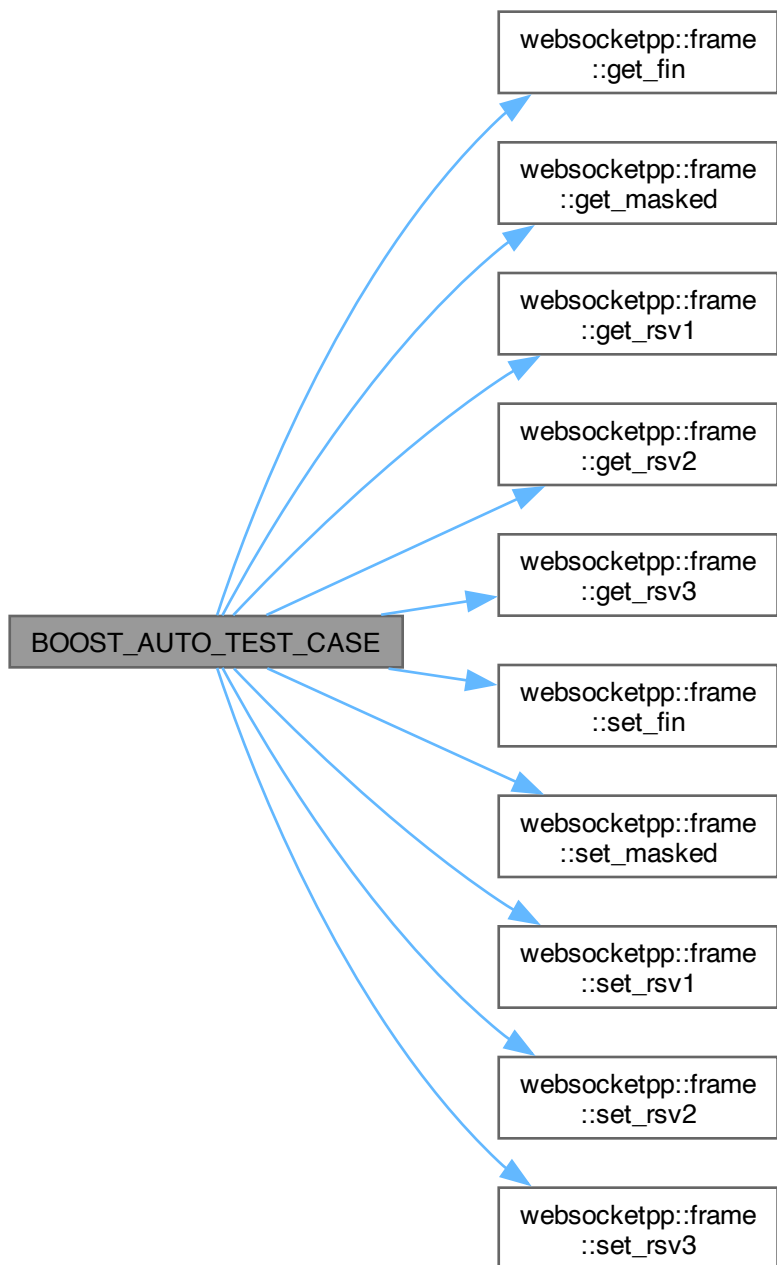 websocketpp::frame
::get_fin
websocketpp::frame
::get_masked
websocketpp::frame
::get_rsv1
websocketpp::frame
::get_rsv2
websocketpp::frame
::get_rsv3
BOOST_AUTO_TEST_CASE
websocketpp::frame
::set_fin
websocketpp::frame
::set_masked
websocketpp::frame
::set_rsv1
websocketpp::frame
::set_rsv2
websocketpp::frame
::set_rsv3